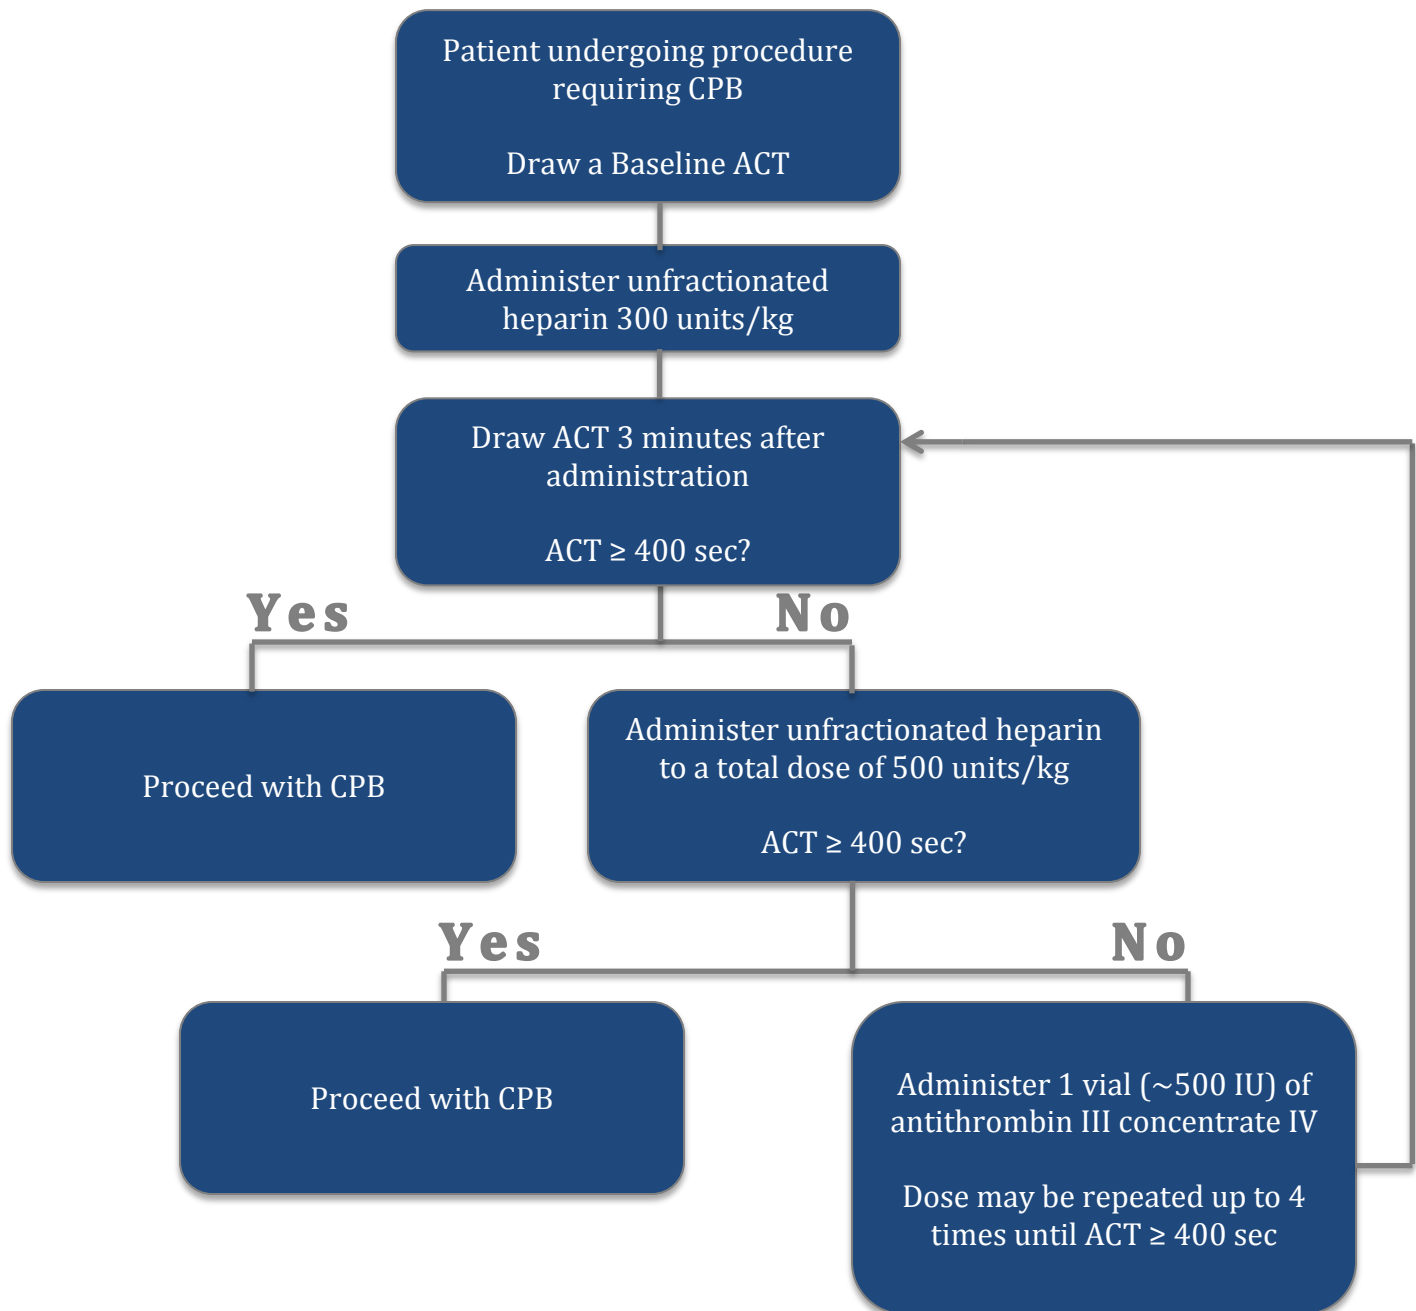 Patient undergoing procedure
requiring CPB
Draw a Baseline ACT
Administer unfractionated
heparin 300 units/kg
Draw ACT 3 minutes after
administration
ACT ≥ 400 sec?
Yes
No
Proceed with CPB
Administer unfractionated heparin
to a total dose of 500 units/kg
ACT ≥ 400 sec?
Yes
No
Proceed with CPB
Administer 1 vial (~500 IU) of
antithrombin III concentrate IV
Dose may be repeated up to 4
times until ACT ≥ 400 sec